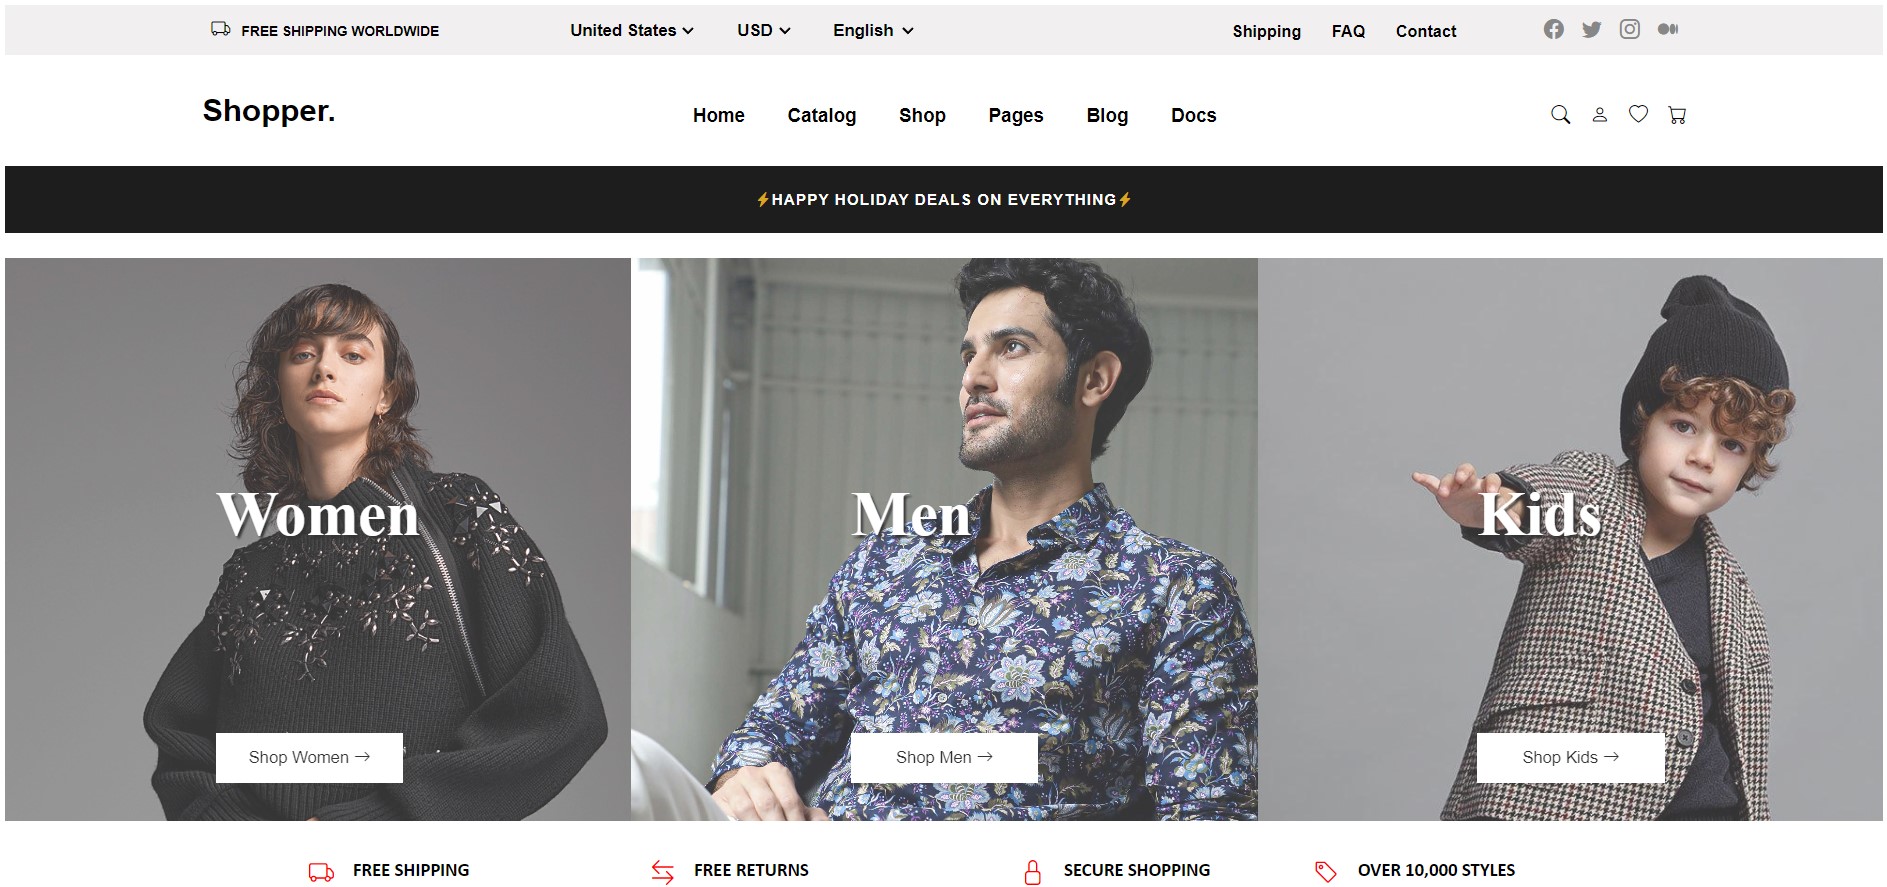 FREE SHIPPING WORLDWIDE United States USD English Shipping FAQ Contact
Shopper. Home Catalog Shop Pages Blog Docs
⚡HAPPY HOLIDAY DEALS ON EVERYTHING⚡
Women Men Kids
Shop Women → Shop Men → Shop Kids →
FREE SHIPPING FREE RETURNS SECURE SHOPPING OVER 10,000 STYLES